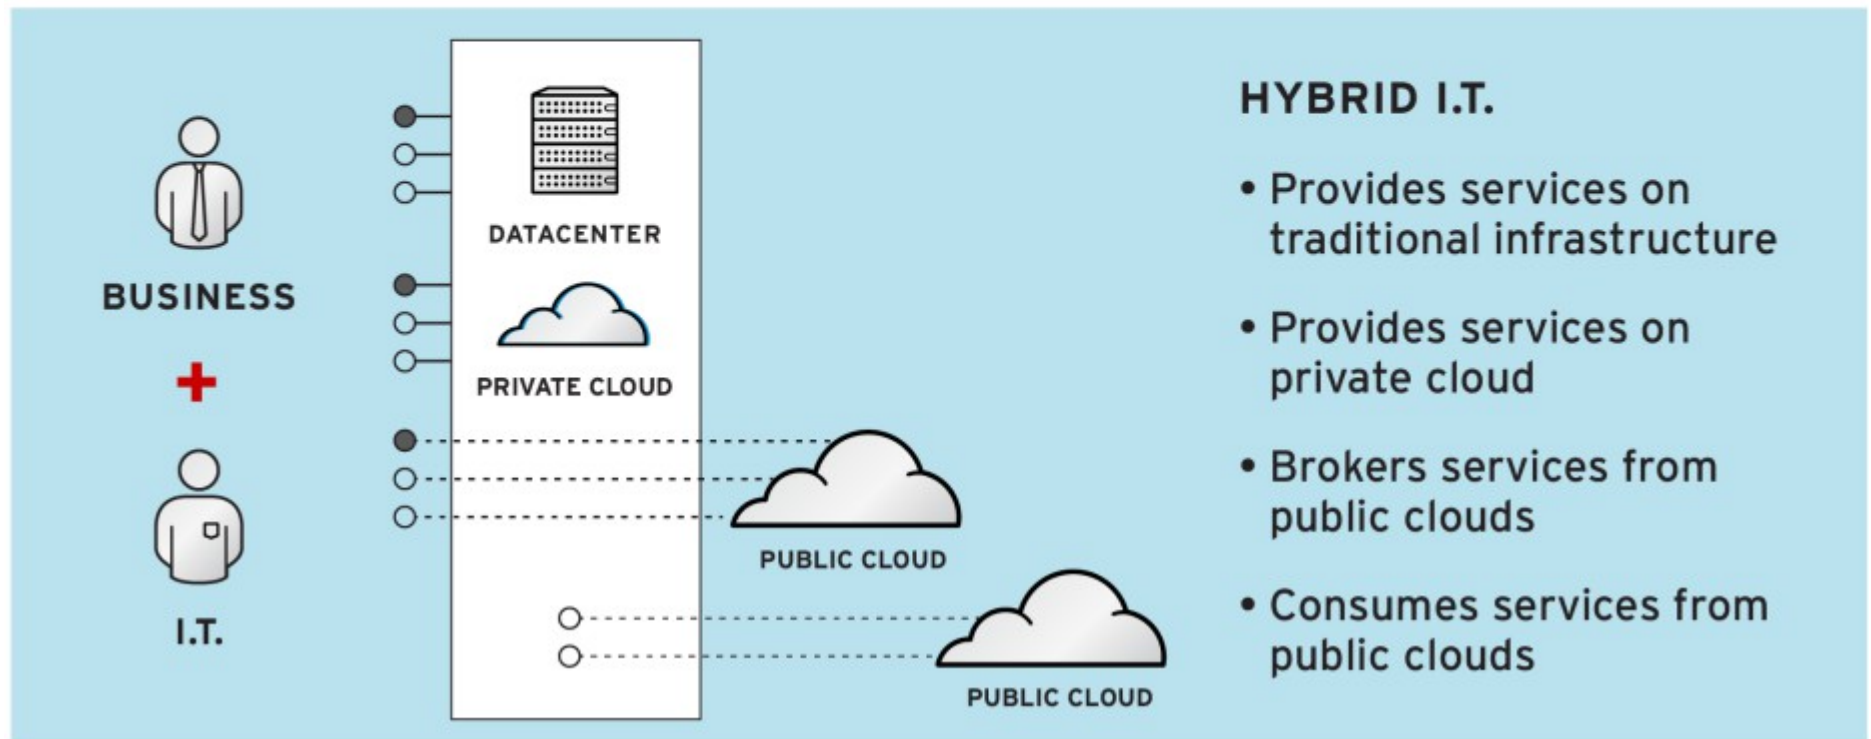 BUSINESS
+
I.T.
DATACENTER
PRIVATE CLOUD
PUBLIC CLOUD
PUBLIC CLOUD
HYBRID I.T.
• Provides services on
traditional infrastructure
• Provides services on
private cloud
• Brokers services from
public clouds
• Consumes services from
public clouds